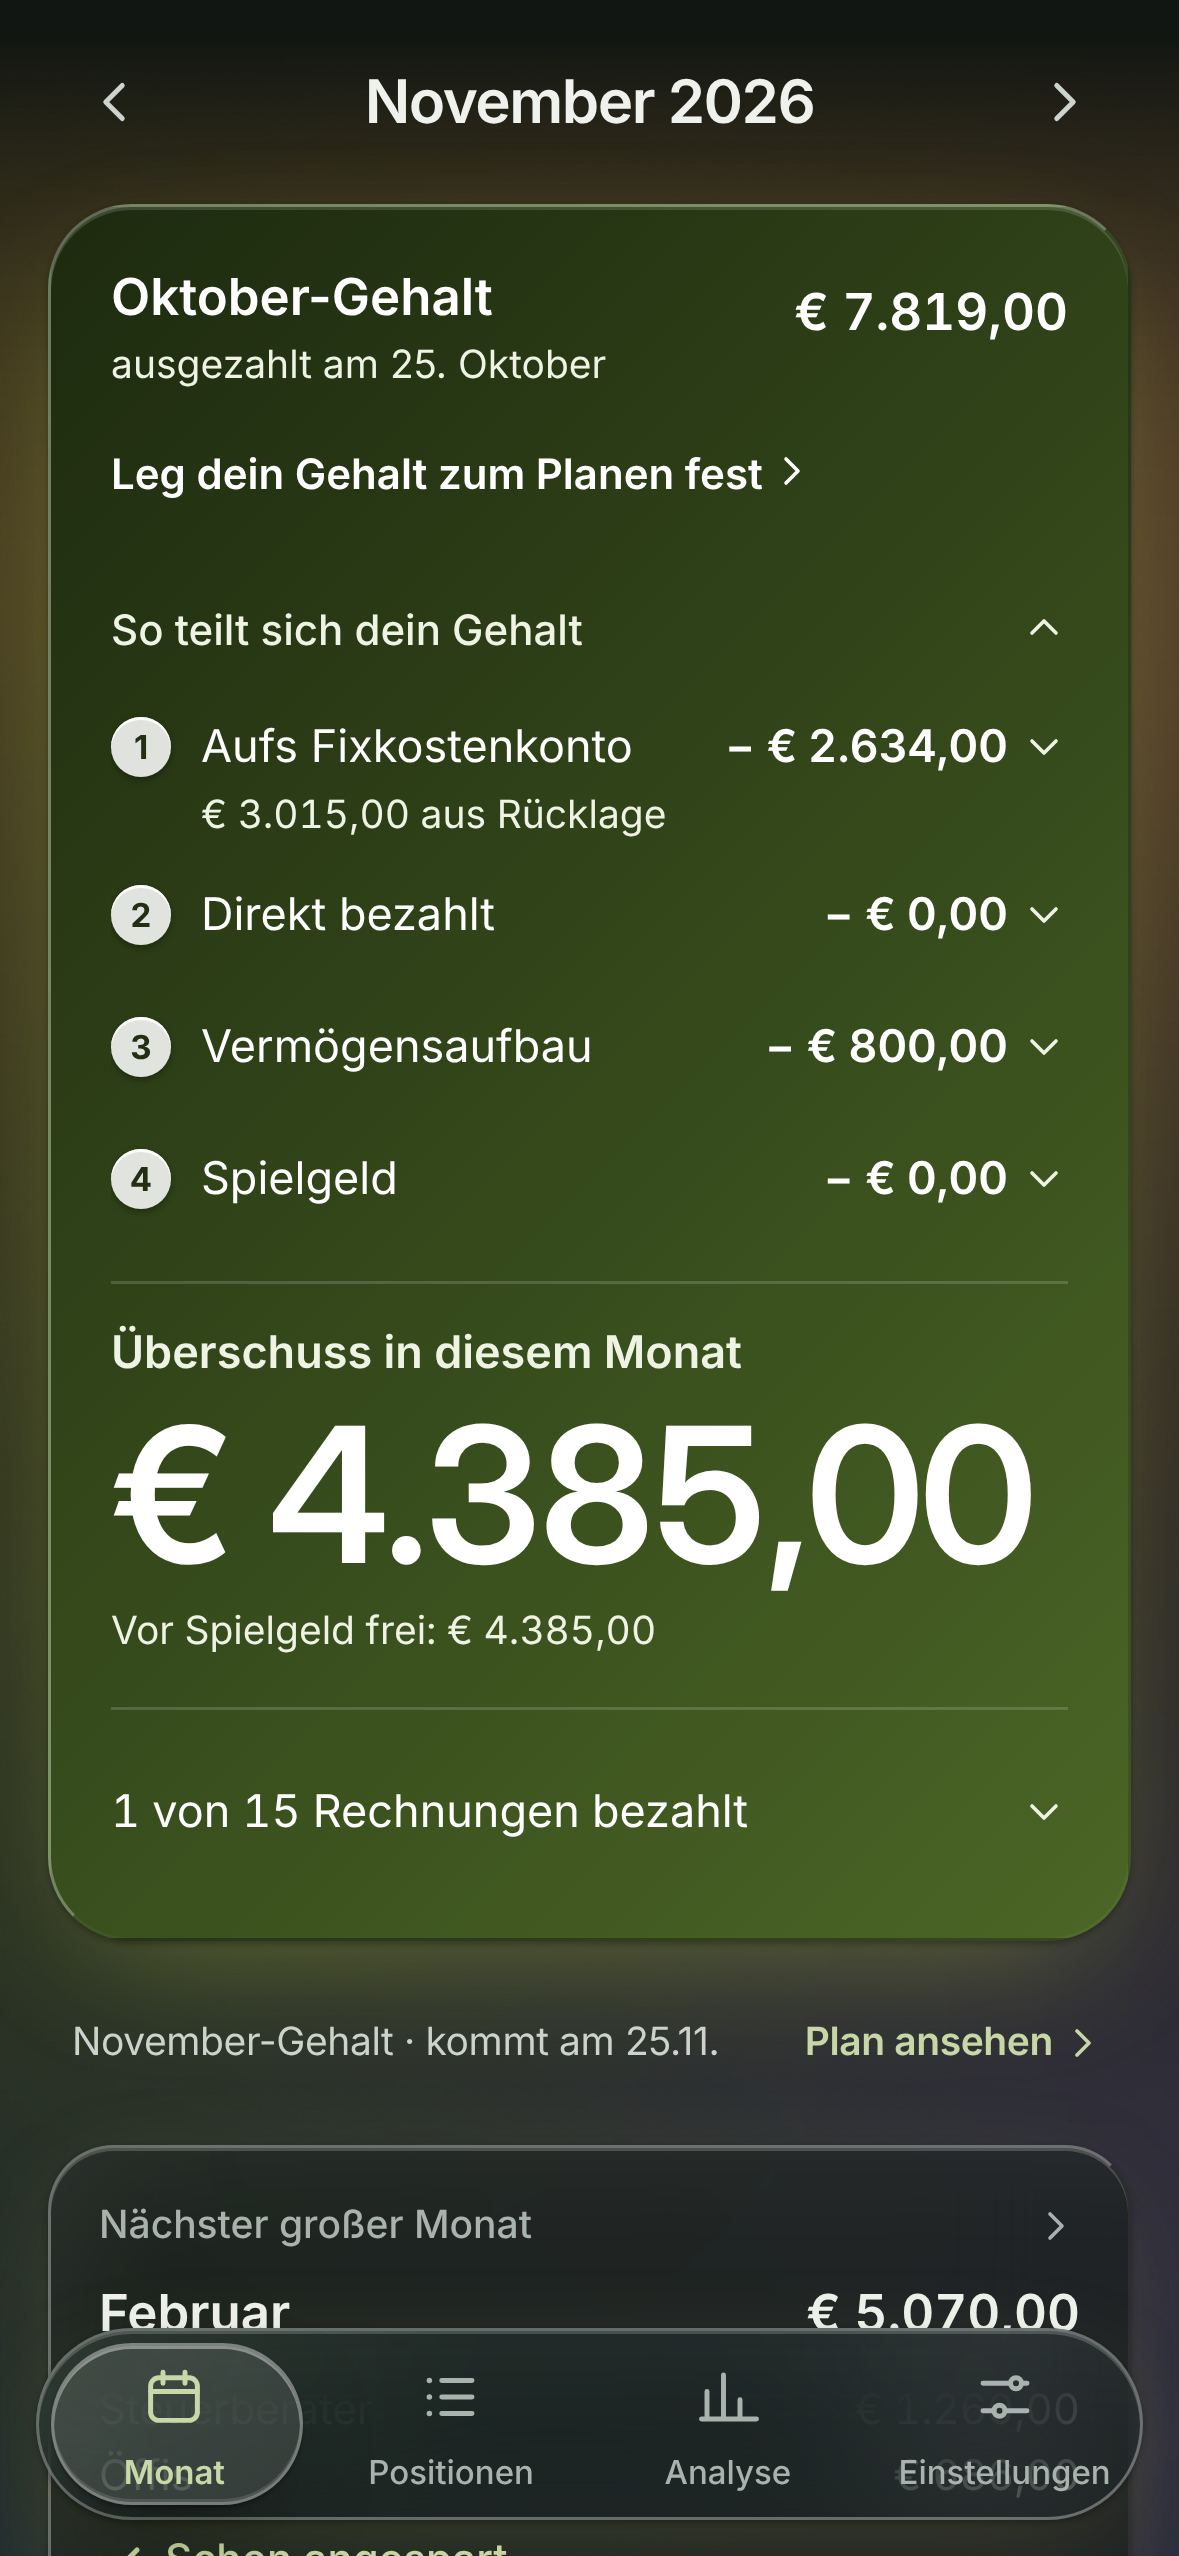 November 2026
Oktober-Gehalt
€ 7.819,00
ausgezahlt am 25. Oktober
Leg dein Gehalt zum Planen fest
So teilt sich dein Gehalt
1 Aufs Fixkostenkonto – € 2.634,00
€ 3.015,00 aus Rücklage
2 Direkt bezahlt – € 0,00
3 Vermögensaufbau – € 800,00
4 Spielgeld – € 0,00
Überschuss in diesem Monat
€ 4.385,00
Vor Spielgeld frei: € 4.385,00
1 von 15 Rechnungen bezahlt
November-Gehalt · kommt am 25.11. Plan ansehen
Nächster großer Monat
Februar € 5.070,00
Steuerberater
Monat Positionen Analyse Einstellungen
Schon angespart